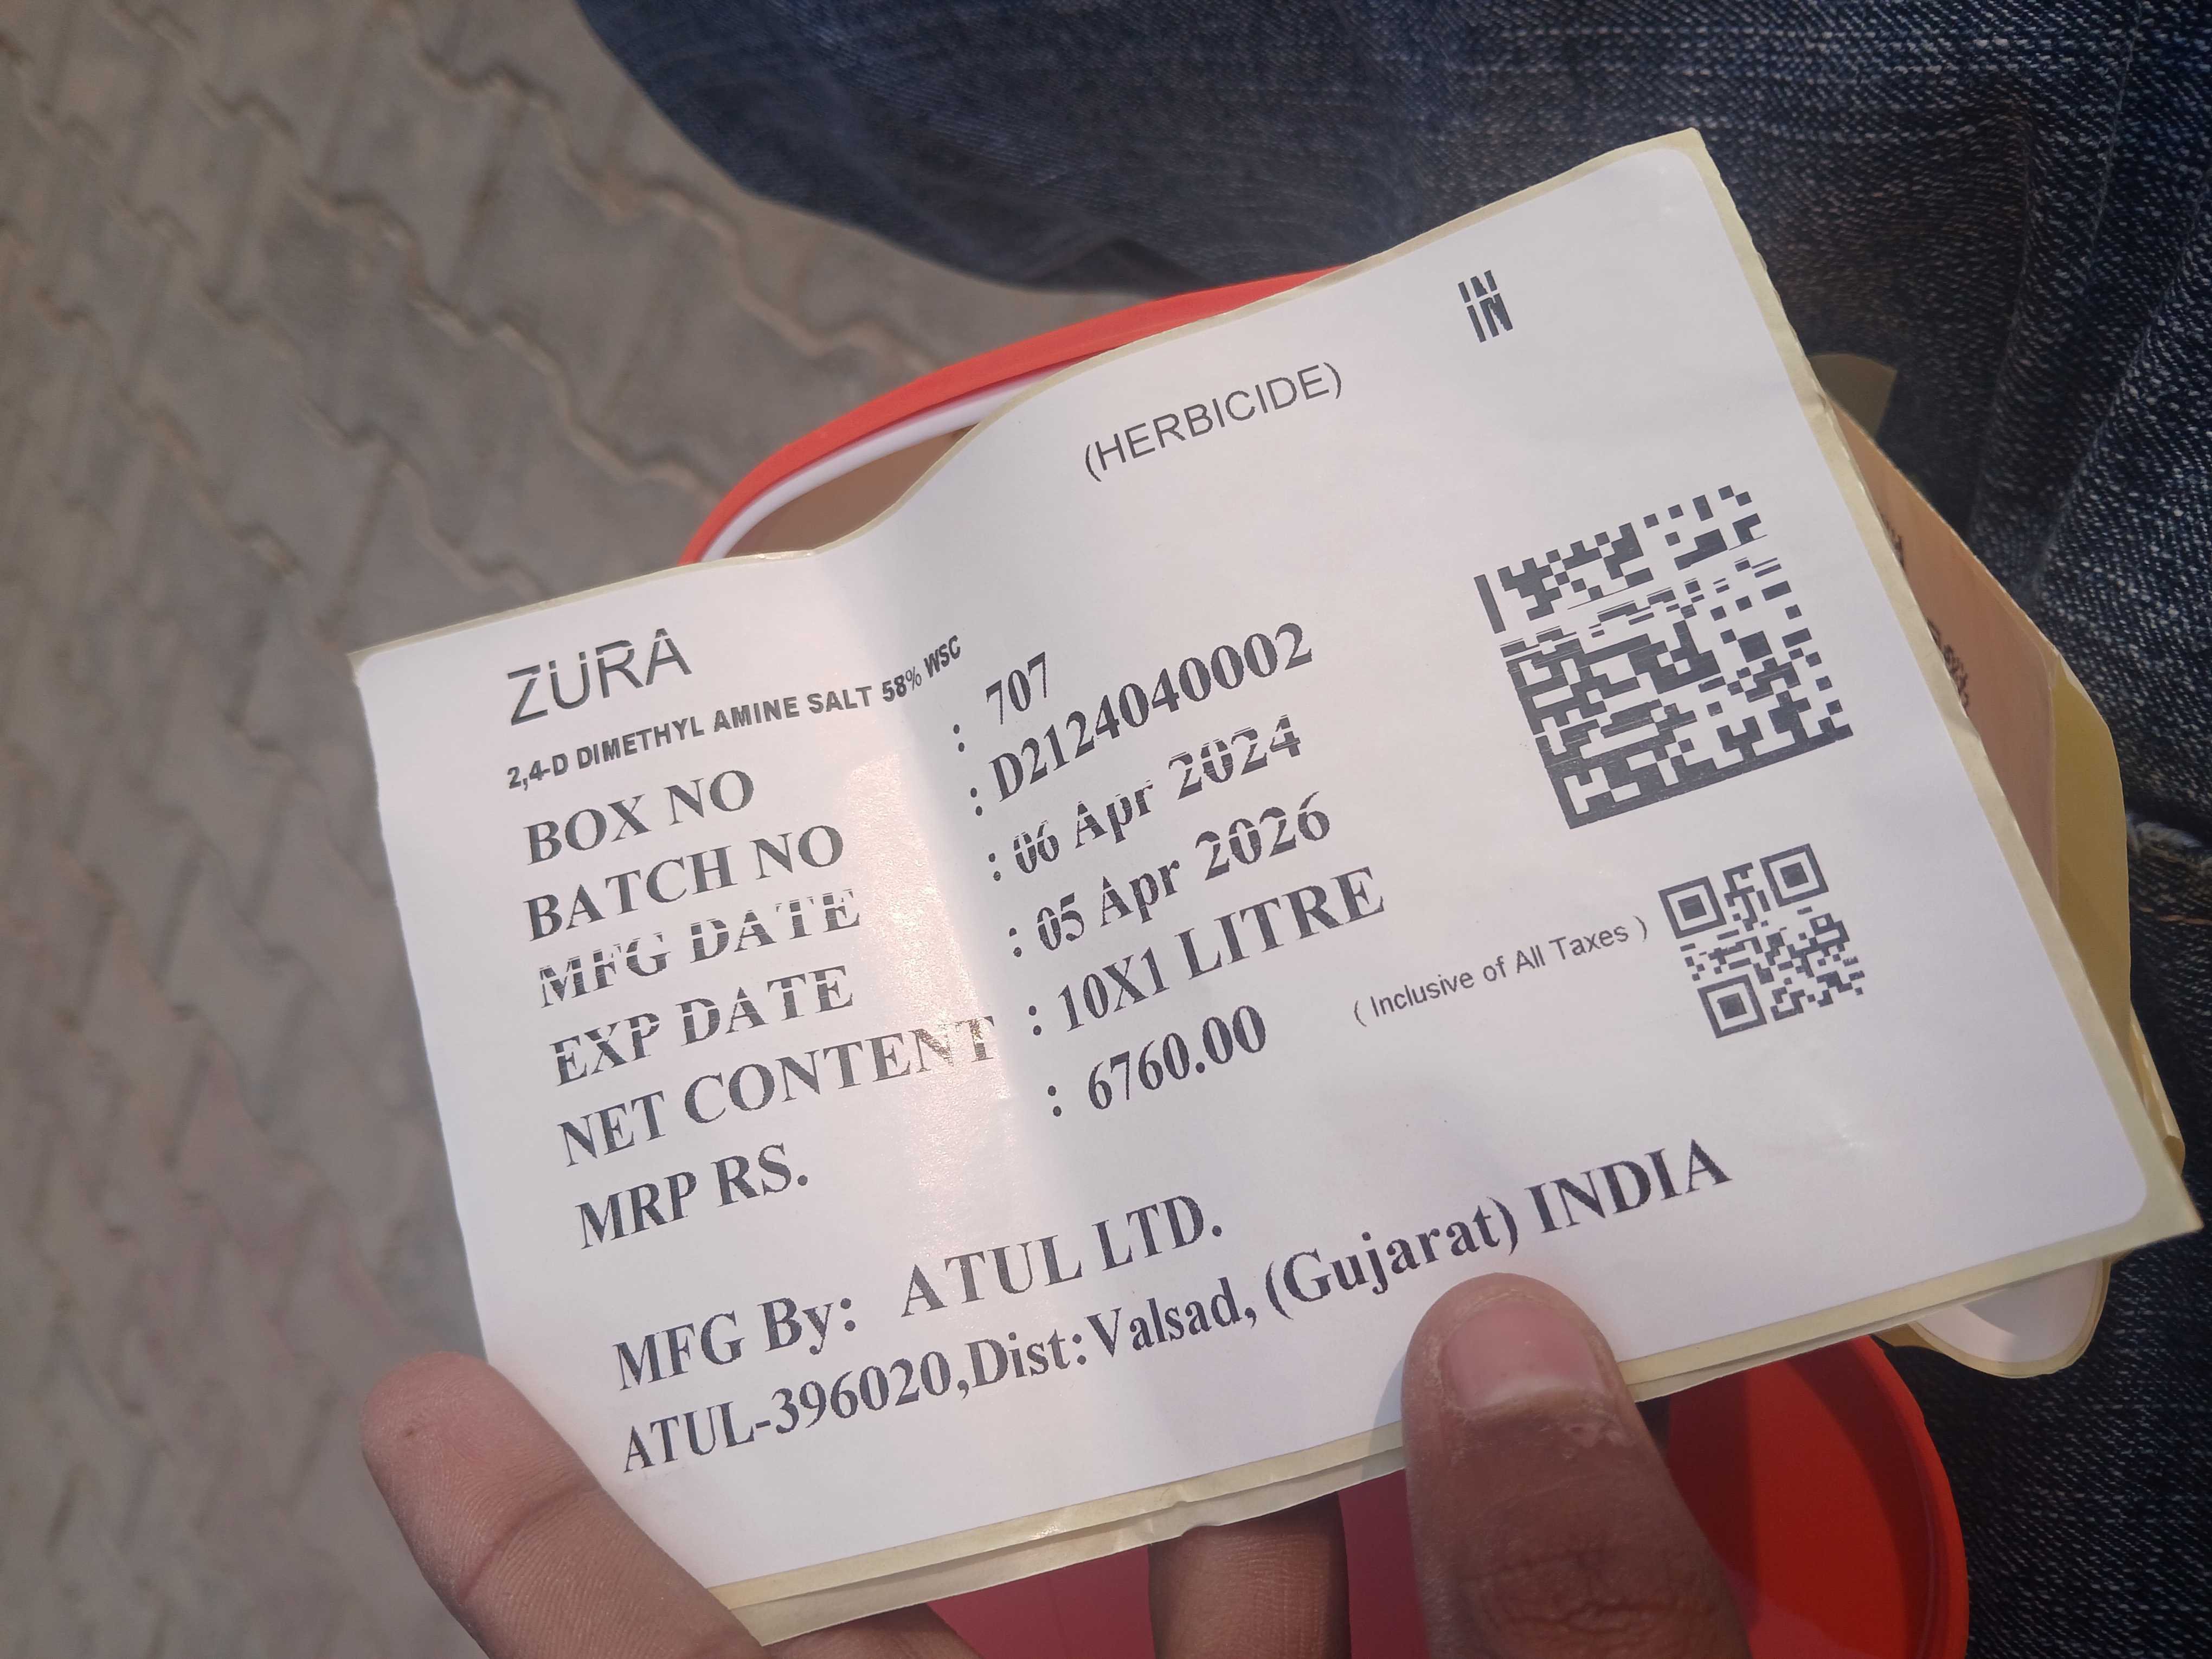 IN
IN
(HERBICIDE)
ZURA
2,4-D DIMETHYL AMINE SALT 58% WSC
BOX NO : 707
BATCH NO : D2124040002
MFG DATE : 06 Apr 2024
EXP DATE : 05 Apr 2026
NET CONTENT : 10X1 LITRE
MRP RS. : 6760.00 ( Inclusive of All Taxes )
MFG By: ATUL LTD.
ATUL-396020,Dist:Valsad, (Gujarat) INDIA